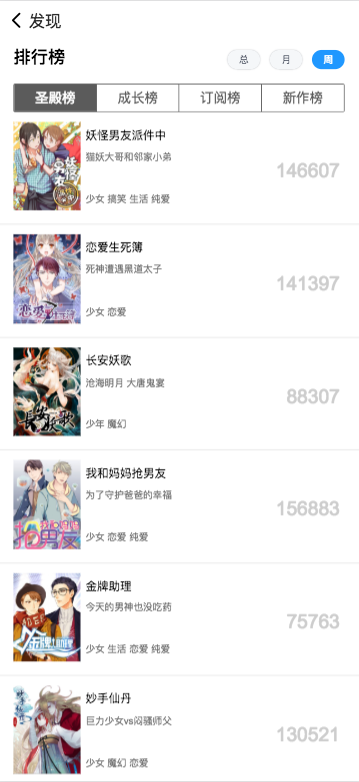 发现
排行榜
总 月 周
圣殿榜 成长榜 订阅榜 新作榜
妖怪男友派件中
猫妖大哥和邻家小弟
146607
少女 搞笑 生活 纯爱
恋爱生死簿
死神遭遇黑道太子
141397
少女 恋爱
长安妖歌
沧海明月 大唐鬼宴
88307
少年 魔幻
长安妖歌
我和妈妈抢男友
为了守护爸爸的幸福
156883
少女 恋爱 纯爱
金牌助理
今天的男神也没吃药
75763
少女 生活 恋爱 纯爱
妙手仙丹
巨力少女vs闷骚师父
130521
少女 魔幻 恋爱